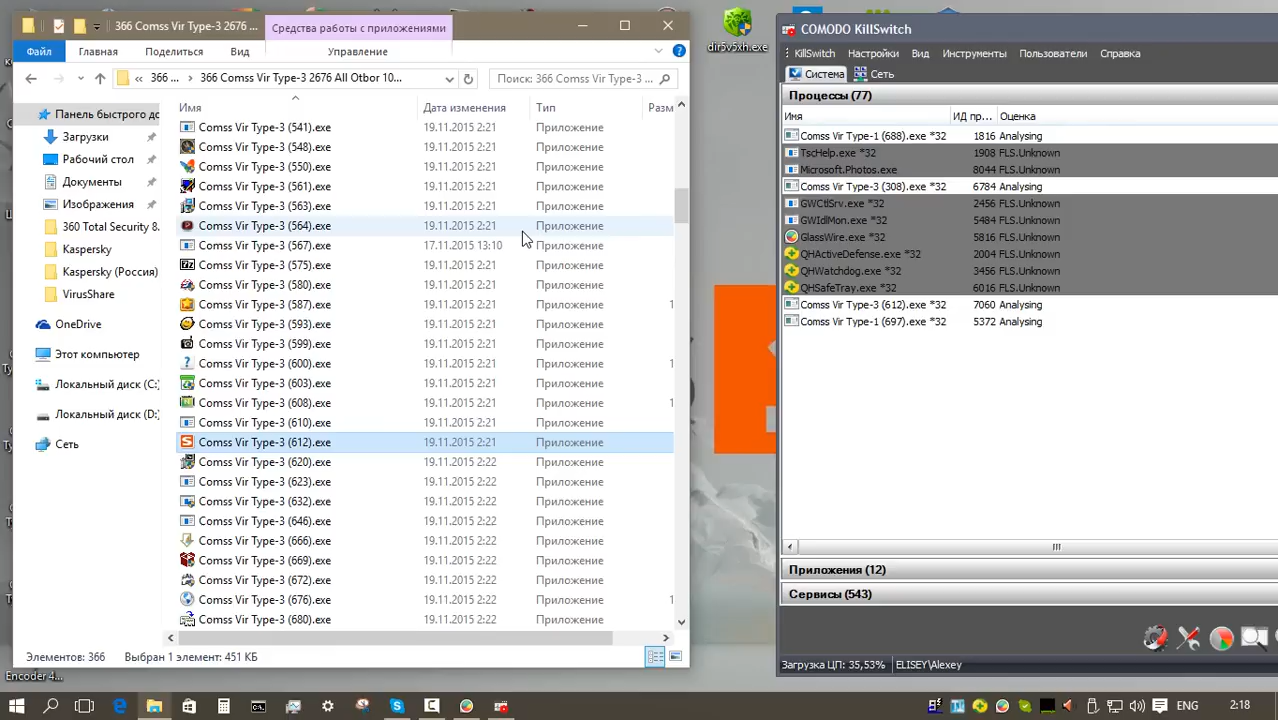 366 Comss Vir Type-3 2676 ...
Средства работы с приложениями
Файл
Главная
Поделиться
Вид
Управление
366 ...
366 Comss Vir Type-3 2676 All Otbor 10...
Поиск: 366 Comss Vir Type-3 ...
Имя
Дата изменения
Тип
Разм
Панель быстрого до
Загрузки
Рабочий стол
Документы
Изображения
360 Total Security 8.
Kaspersky
Kaspersky (Россия)
VirusShare
OneDrive
Этот компьютер
Локальный диск (C:
Локальный диск (D:
Сеть
Comss Vir Type-3 (541).exe 19.11.2015 2:21 Приложение
Comss Vir Type-3 (548).exe 19.11.2015 2:21 Приложение
Comss Vir Type-3 (550).exe 19.11.2015 2:21 Приложение
Comss Vir Type-3 (561).exe 19.11.2015 2:21 Приложение
Comss Vir Type-3 (563).exe 19.11.2015 2:21 Приложение
Comss Vir Type-3 (564).exe 19.11.2015 2:21 Приложение
Comss Vir Type-3 (567).exe 17.11.2015 13:10 Приложение
Comss Vir Type-3 (575).exe 19.11.2015 2:21 Приложение
Comss Vir Type-3 (580).exe 19.11.2015 2:21 Приложение
Comss Vir Type-3 (587).exe 19.11.2015 2:21 Приложение 1
Comss Vir Type-3 (593).exe 19.11.2015 2:21 Приложение
Comss Vir Type-3 (599).exe 19.11.2015 2:21 Приложение
Comss Vir Type-3 (600).exe 19.11.2015 2:21 Приложение 1
Comss Vir Type-3 (603).exe 19.11.2015 2:21 Приложение
Comss Vir Type-3 (608).exe 19.11.2015 2:21 Приложение 1
Comss Vir Type-3 (610).exe 19.11.2015 2:21 Приложение
Comss Vir Type-3 (612).exe 19.11.2015 2:21 Приложение
Comss Vir Type-3 (620).exe 19.11.2015 2:22 Приложение
Comss Vir Type-3 (623).exe 19.11.2015 2:22 Приложение
Comss Vir Type-3 (632).exe 19.11.2015 2:22 Приложение
Comss Vir Type-3 (646).exe 19.11.2015 2:22 Приложение
Comss Vir Type-3 (666).exe 19.11.2015 2:22 Приложение
Comss Vir Type-3 (669).exe 19.11.2015 2:22 Приложение
Comss Vir Type-3 (672).exe 19.11.2015 2:22 Приложение
Comss Vir Type-3 (676).exe 19.11.2015 2:22 Приложение 1
Comss Vir Type-3 (680).exe 19.11.2015 2:22 Приложение
Элементов: 366
Выбран 1 элемент: 451 КБ
Encoder 4...
dir5v5xh.exe
COMODO KillSwitch
KillSwitch
Настройки
Вид
Инструменты
Пользователи
Справка
Система
Сеть
Процессы (77)
Имя
ИД пр...
Оценка
Comss Vir Type-1 (688).exe *32 1816 Analysing
TscHelp.exe *32 1908 FLS.Unknown
Microsoft.Photos.exe 8044 FLS.Unknown
Comss Vir Type-3 (308).exe *32 6784 Analysing
GWCtlSrv.exe *32 2456 FLS.Unknown
GWIdlMon.exe *32 5484 FLS.Unknown
GlassWire.exe *32 5816 FLS.Unknown
QHActiveDefense.exe *32 2004 FLS.Unknown
QHWatchdog.exe *32 3456 FLS.Unknown
QHSafeTray.exe *32 6016 FLS.Unknown
Comss Vir Type-3 (612).exe *32 7060 Analysing
Comss Vir Type-1 (697).exe *32 5372 Analysing
Приложения (12)
Сервисы (543)
Загрузка ЦП: 35,53%
ELISEY\Alexey
ENG
2:18